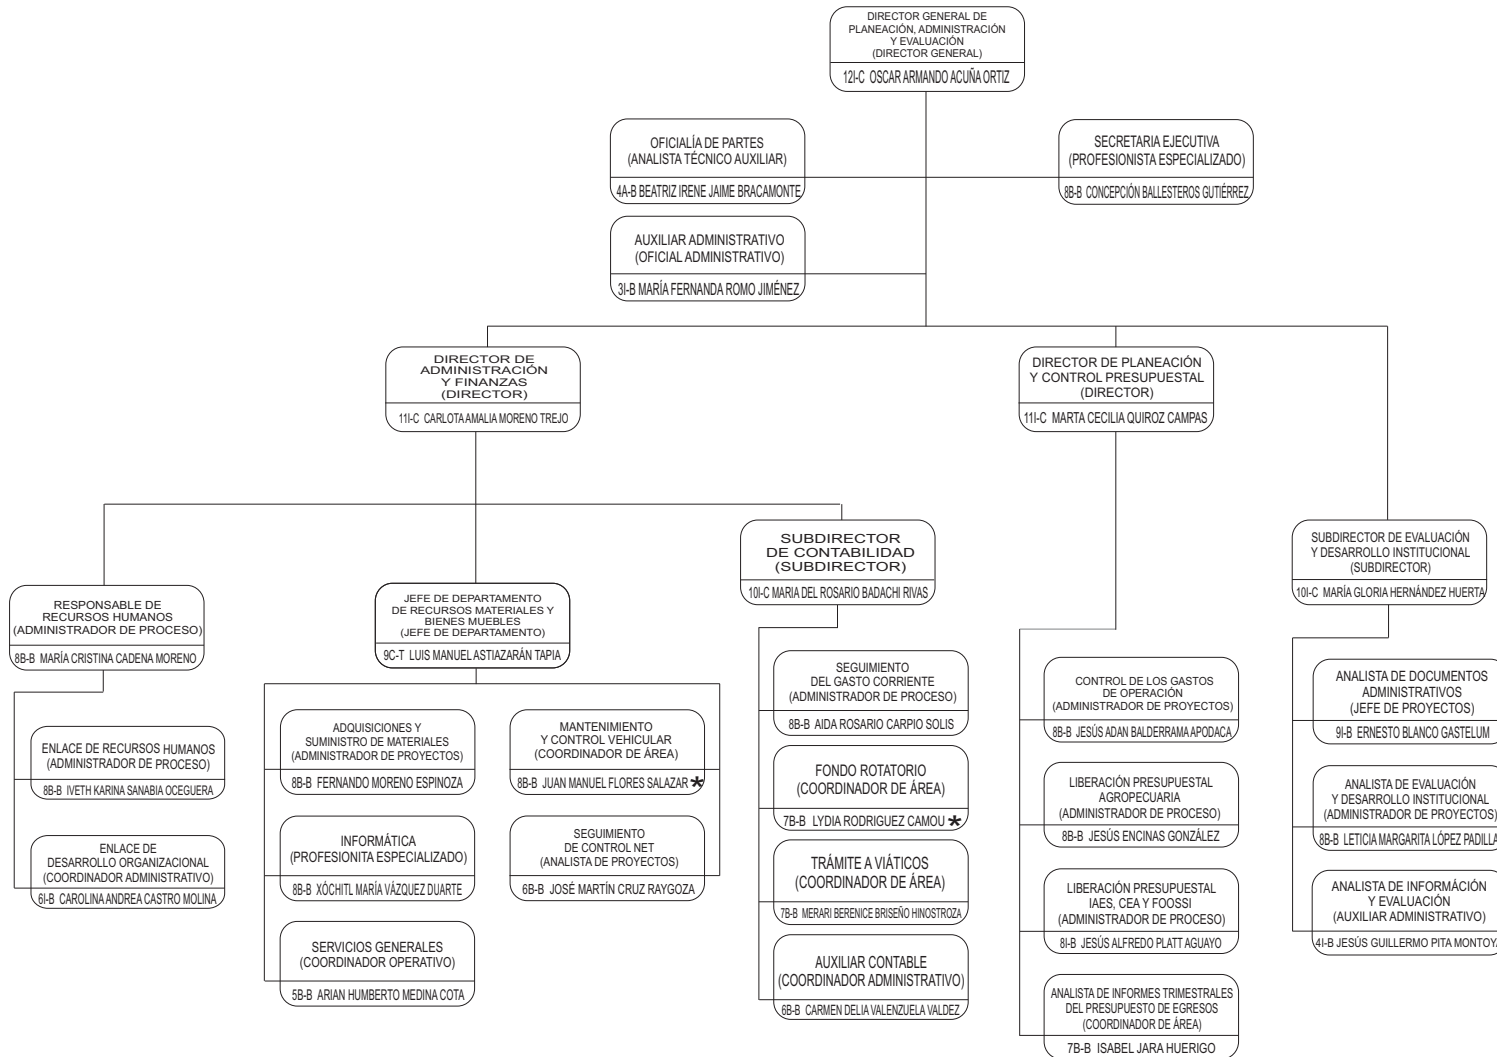 DIRECTOR GENERAL DE
PLANEACIÓN, ADMINISTRACIÓN
Y EVALUACIÓN
(DIRECTOR GENERAL)
12I-C OSCAR ARMANDO ACUÑA ORTIZ
OFICIALÍA DE PARTES
(ANALISTA TÉCNICO AUXILIAR)
4A-B BEATRIZ IRENE JAIME BRACAMONTE
SECRETARIA EJECUTIVA
(PROFESIONISTA ESPECIALIZADO)
8B-B CONCEPCIÓN BALLESTEROS GUTIÉRREZ
AUXILIAR ADMINISTRATIVO
(OFICIAL ADMINISTRATIVO)
3I-B MARÍA FERNANDA ROMO JIMÉNEZ
DIRECTOR DE
ADMINISTRACIÓN
Y FINANZAS
(DIRECTOR)
11I-C CARLOTA AMALIA MORENO TREJO
DIRECTOR DE PLANEACIÓN
Y CONTROL PRESUPUESTAL
(DIRECTOR)
11I-C MARTA CECILIA QUIROZ CAMPAS
SUBDIRECTOR
DE CONTABILIDAD
(SUBDIRECTOR)
10I-C MARIA DEL ROSARIO BADACHI RIVAS
SUBDIRECTOR DE EVALUACIÓN
Y DESARROLLO INSTITUCIONAL
(SUBDIRECTOR)
10I-C MARÍA GLORIA HERNÁNDEZ HUERTA
RESPONSABLE DE
RECURSOS HUMANOS
(ADMINISTRADOR DE PROCESO)
8B-B MARÍA CRISTINA CADENA MORENO
JEFE DE DEPARTAMENTO
DE RECURSOS MATERIALES Y
BIENES MUEBLES
(JEFE DE DEPARTAMENTO)
9C-T LUIS MANUEL ASTIAZARÁN TAPIA
ENLACE DE RECURSOS HUMANOS
(ADMINISTRADOR DE PROCESO)
8B-B IVETH KARINA SANABIA OCEGUERA
ENLACE DE
DESARROLLO ORGANIZACIONAL
(COORDINADOR ADMINISTRATIVO)
6I-B CAROLINA ANDREA CASTRO MOLINA
ADQUISICIONES Y
SUMINISTRO DE MATERIALES
(ADMINISTRADOR DE PROYECTOS)
8B-B FERNANDO MORENO ESPINOZA
INFORMÁTICA
(PROFESIONITA ESPECIALIZADO)
8B-B XÓCHITL MARÍA VÁZQUEZ DUARTE
SERVICIOS GENERALES
(COORDINADOR OPERATIVO)
5B-B ARIAN HUMBERTO MEDINA COTA
MANTENIMIENTO
Y CONTROL VEHICULAR
(COORDINADOR DE ÁREA)
8B-B JUAN MANUEL FLORES SALAZAR *
SEGUIMIENTO
DE CONTROL NET
(ANALISTA DE PROYECTOS)
6B-B JOSÉ MARTÍN CRUZ RAYGOZA
SEGUIMIENTO
DEL GASTO CORRIENTE
(ADMINISTRADOR DE PROCESO)
8B-B AIDA ROSARIO CARPIO SOLIS
FONDO ROTATORIO
(COORDINADOR DE ÁREA)
7B-B LYDIA RODRIGUEZ CAMOU *
TRÁMITE A VIÁTICOS
(COORDINADOR DE ÁREA)
7B-B MERARI BERENICE BRISEÑO HINOSTROZA
AUXILIAR CONTABLE
(COORDINADOR ADMINISTRATIVO)
6B-B CARMEN DELIA VALENZUELA VALDEZ
CONTROL DE LOS GASTOS
DE OPERACIÓN
(ADMINISTRADOR DE PROYECTOS)
8B-B JESÚS ADAN BALDERRAMA APODACA
LIBERACIÓN PRESUPUESTAL
AGROPECUARIA
(ADMINISTRADOR DE PROCESO)
8B-B JESÚS ENCINAS GONZÁLEZ
LIBERACIÓN PRESUPUESTAL
IAES, CEA Y FOOSSI
(ADMINISTRADOR DE PROCESO)
8I-B JESÚS ALFREDO PLATT AGUAYO
ANALISTA DE INFORMES TRIMESTRALES
DEL PRESUPUESTO DE EGRESOS
(COORDINADOR DE ÁREA)
7B-B ISABEL JARA HUERIGO
ANALISTA DE DOCUMENTOS
ADMINISTRATIVOS
(JEFE DE PROYECTOS)
9I-B ERNESTO BLANCO GASTELUM
ANALISTA DE EVALUACIÓN
Y DESARROLLO INSTITUCIONAL
(ADMINISTRADOR DE PROYECTOS)
8B-B LETICIA MARGARITA LÓPEZ PADILLA
ANALISTA DE INFORMÁCIÓN
Y EVALUACIÓN
(AUXILIAR ADMINISTRATIVO)
4I-B JESÚS GUILLERMO PITA MONTOYA